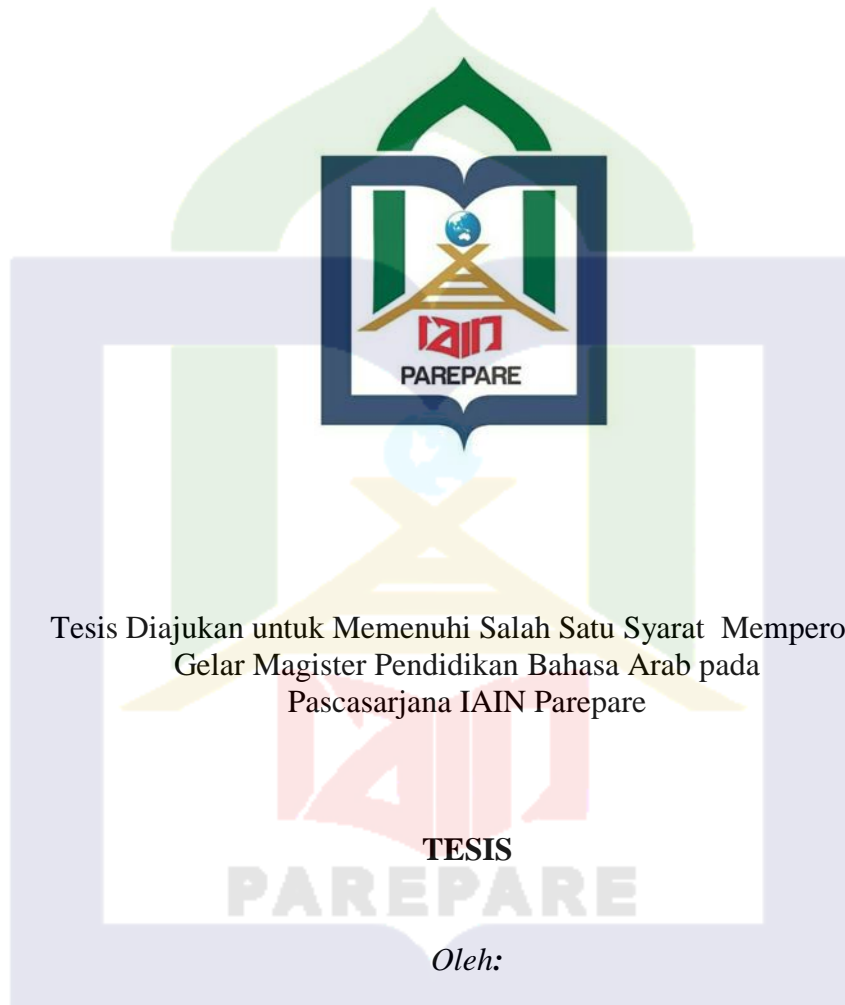 IAIN
PAREPARE
Tesis Diajukan untuk Memenuhi Salah Satu Syarat Mempero
Gelar Magister Pendidikan Bahasa Arab pada
Pascasarjana IAIN Parepare
TESIS
PAREPARE
Oleh: